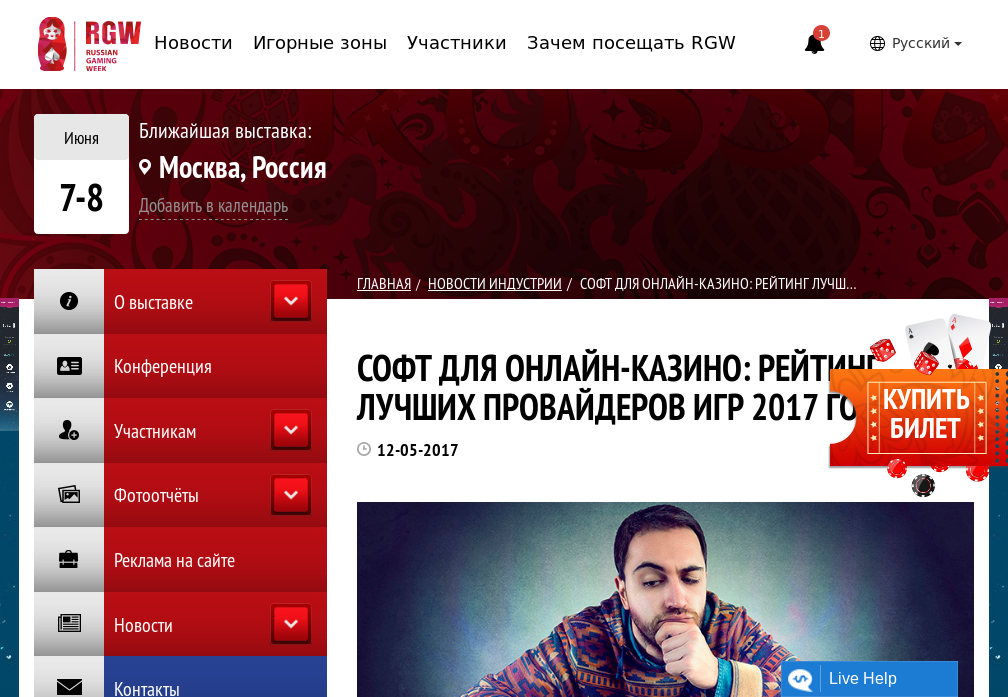 RGW
RUSSIAN
GAMING
WEEK
Новости Игорные зоны Участники Зачем посещать RGW
1
Русский
Июня
7-8
Ближайшая выставка:
Москва, Россия
Добавить в календарь
ГЛАВНАЯ / НОВОСТИ ИНДУСТРИИ / СОФТ ДЛЯ ОНЛАЙН-КАЗИНО: РЕЙТИНГ ЛУЧШ...
О выставке
Конференция
Участникам
Фотоотчёты
Реклама на сайте
Новости
Контакты
СОФТ ДЛЯ ОНЛАЙН-КАЗИНО: РЕЙТИНГ
ЛУЧШИХ ПРОВАЙДЕРОВ ИГР 2017 ГО
12-05-2017
КУПИТЬ
БИЛЕТ
Live Help